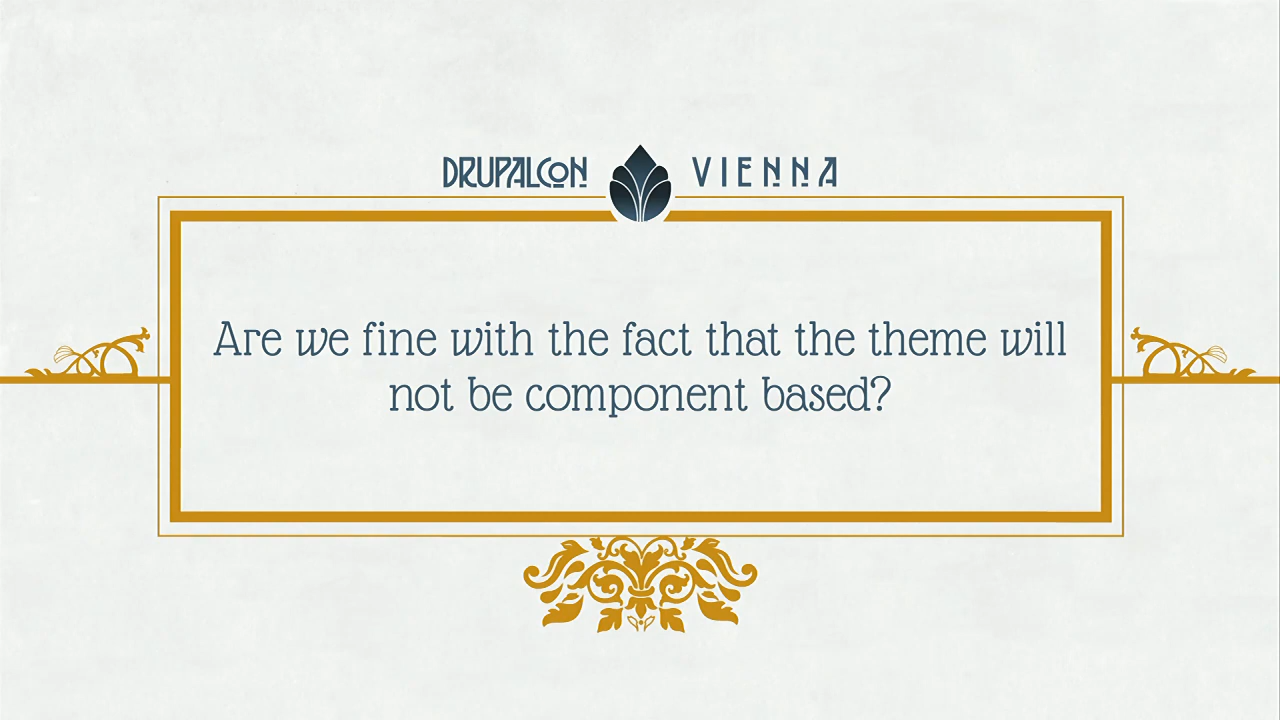 DRUPALCON VIENNA
Are we fine with the fact that the theme will
not be component based?